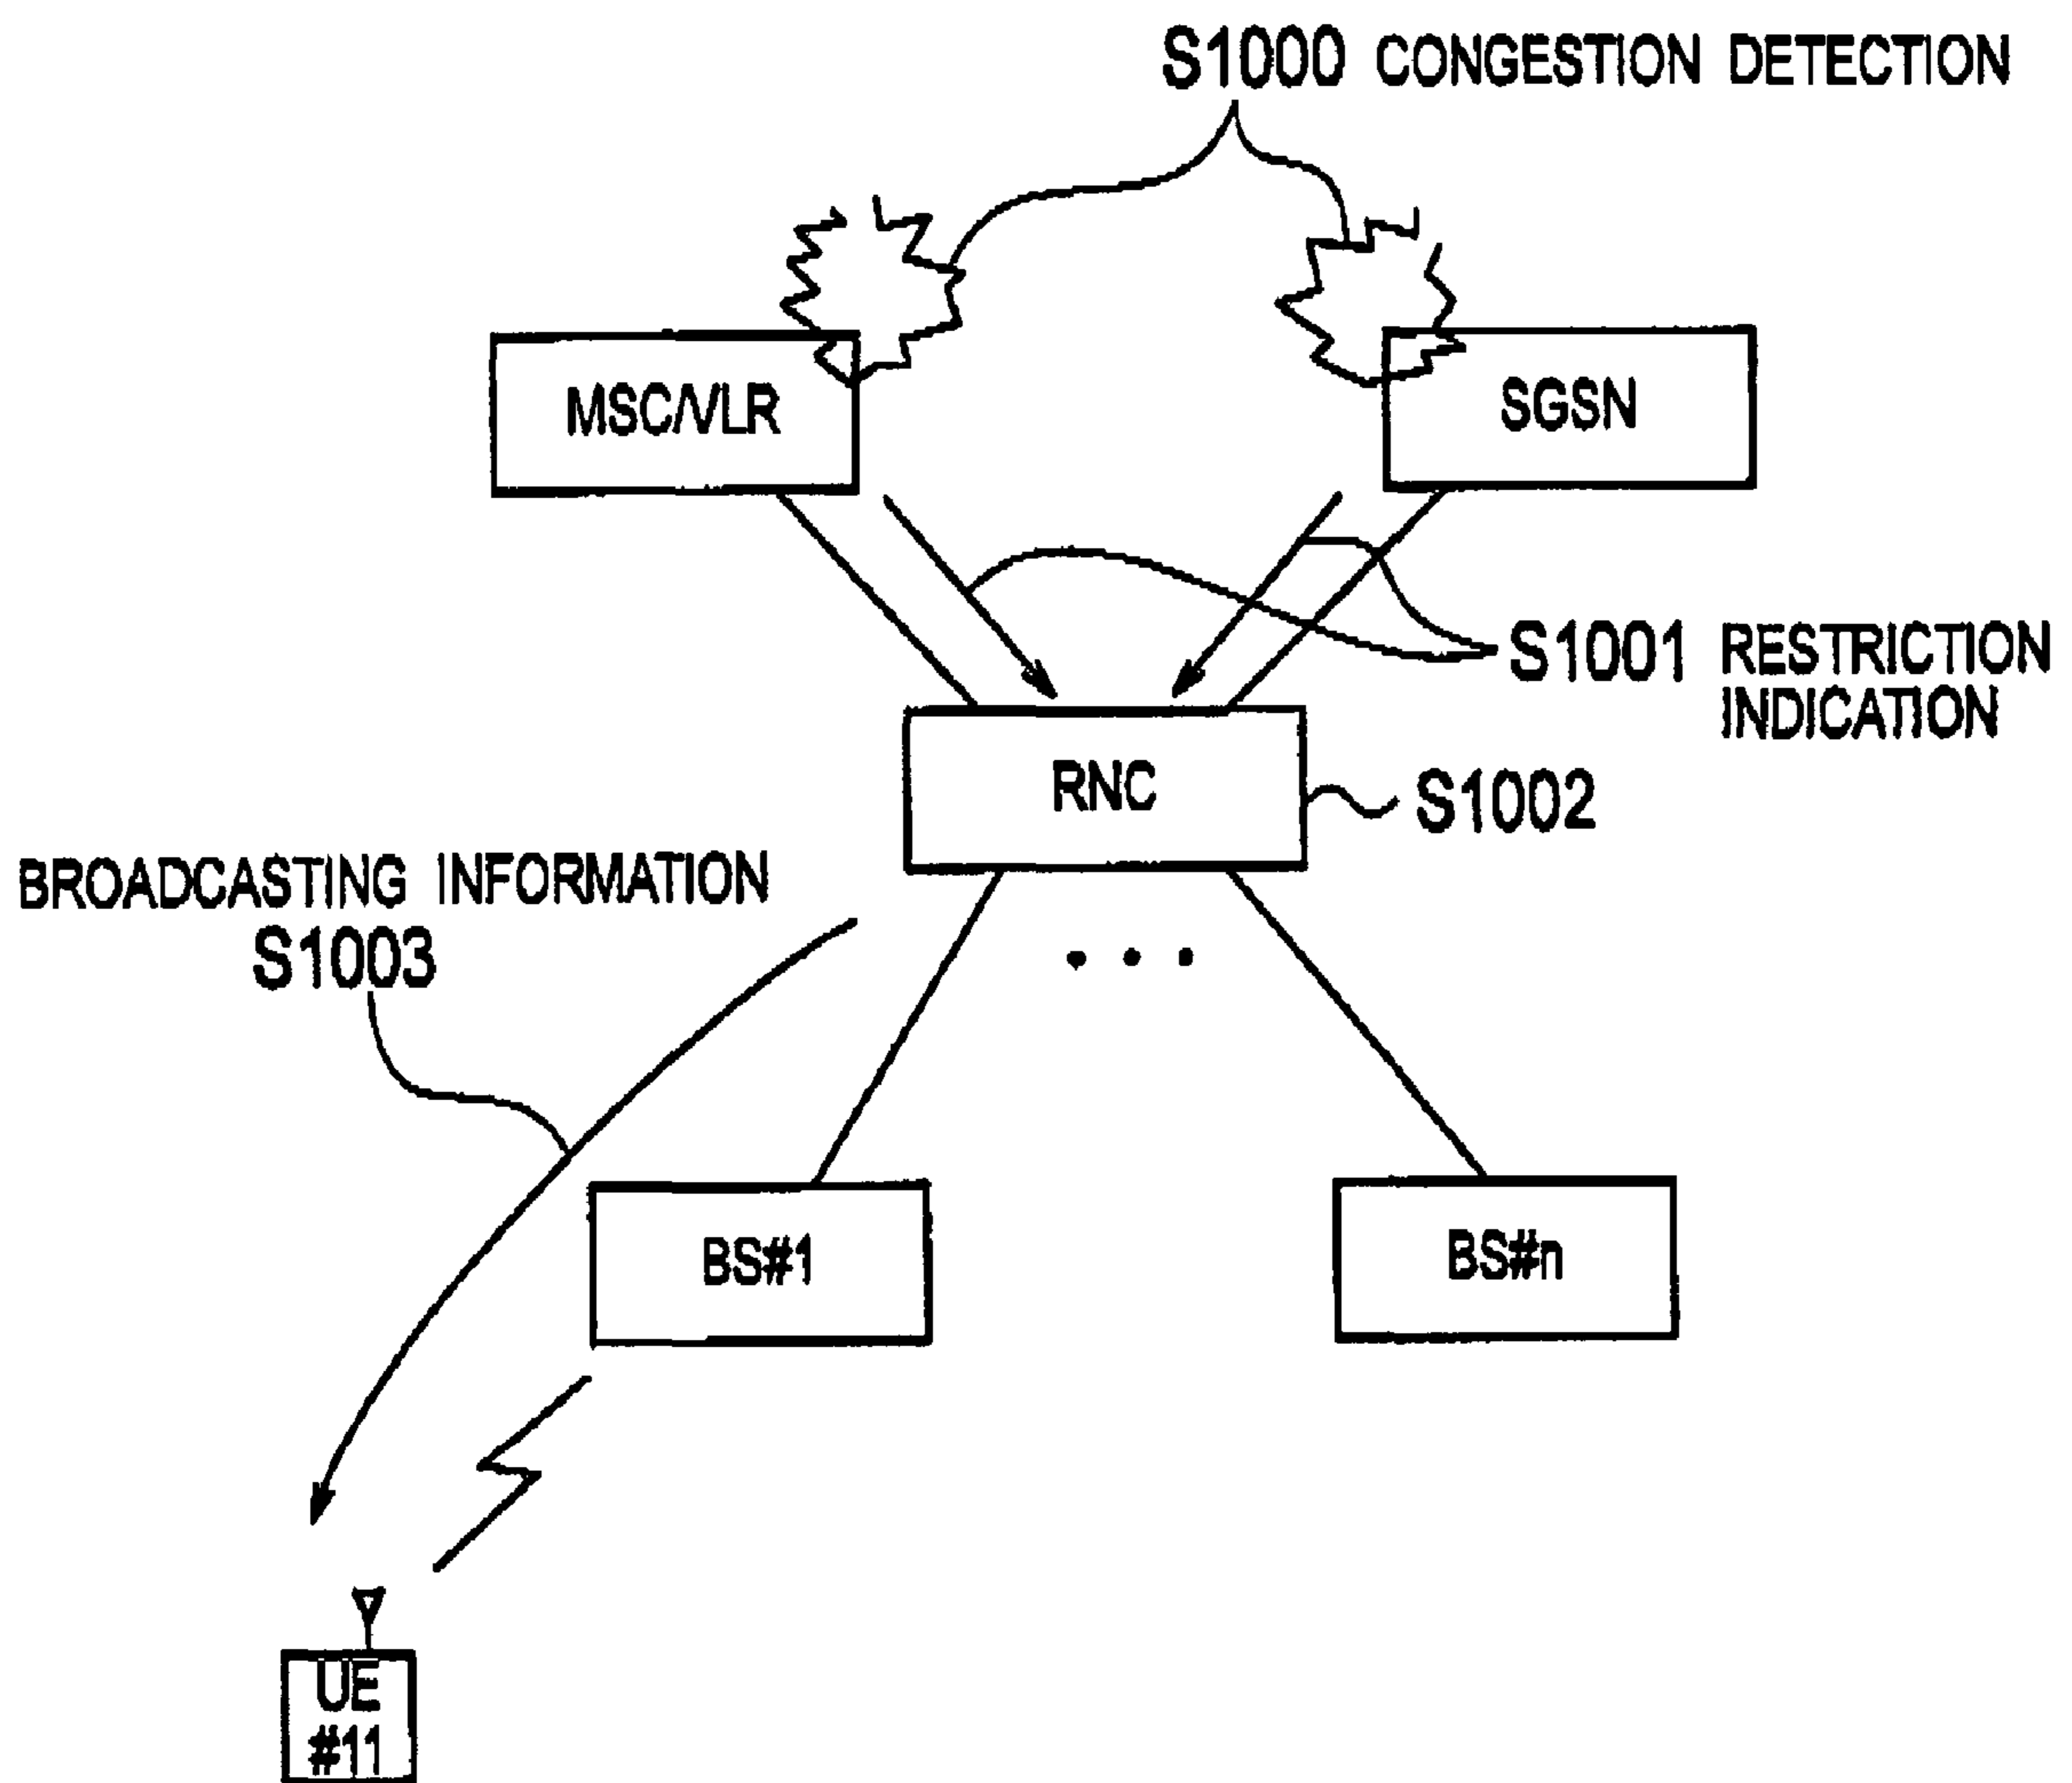 S1000 CONGESTION DETECTION
MSC/VLR
SGSN
S1001 RESTRICTION
INDICATION
RNC
S1002
BROADCASTING INFORMATION
S1003
. . .
BS#1
BS#n
UE
#11